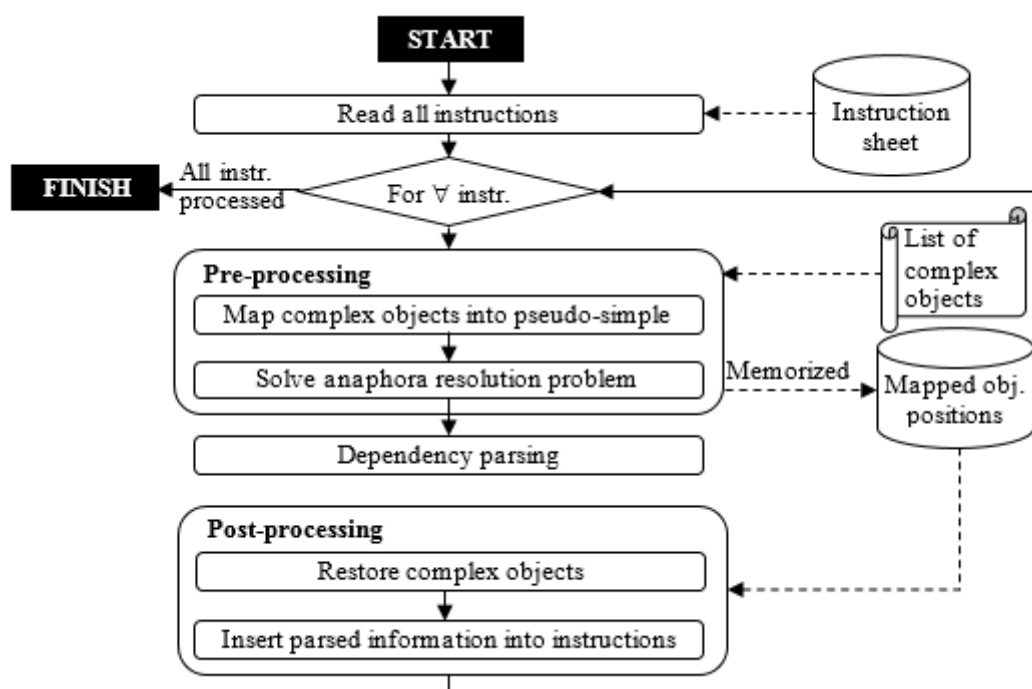 START
Read all instructions
Instruction
sheet
All instr.
processed
FINISH
For ∀ instr.
List of
complex
objects
Pre-processing
Map complex objects into pseudo-simple
Solve anaphora resolution problem
Memorized
Mapped obj.
positions
Dependency parsing
Post-processing
Restore complex objects
Insert parsed information into instructions